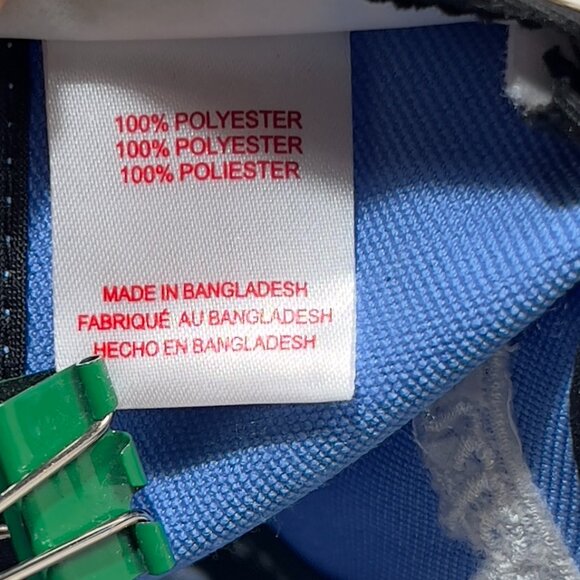 100% POLYESTER
100% POLYESTER
100% POLIESTER
MADE IN BANGLADESH
FABRIQUÉ AU BANGLADESH
HECHO EN BANGLADESH